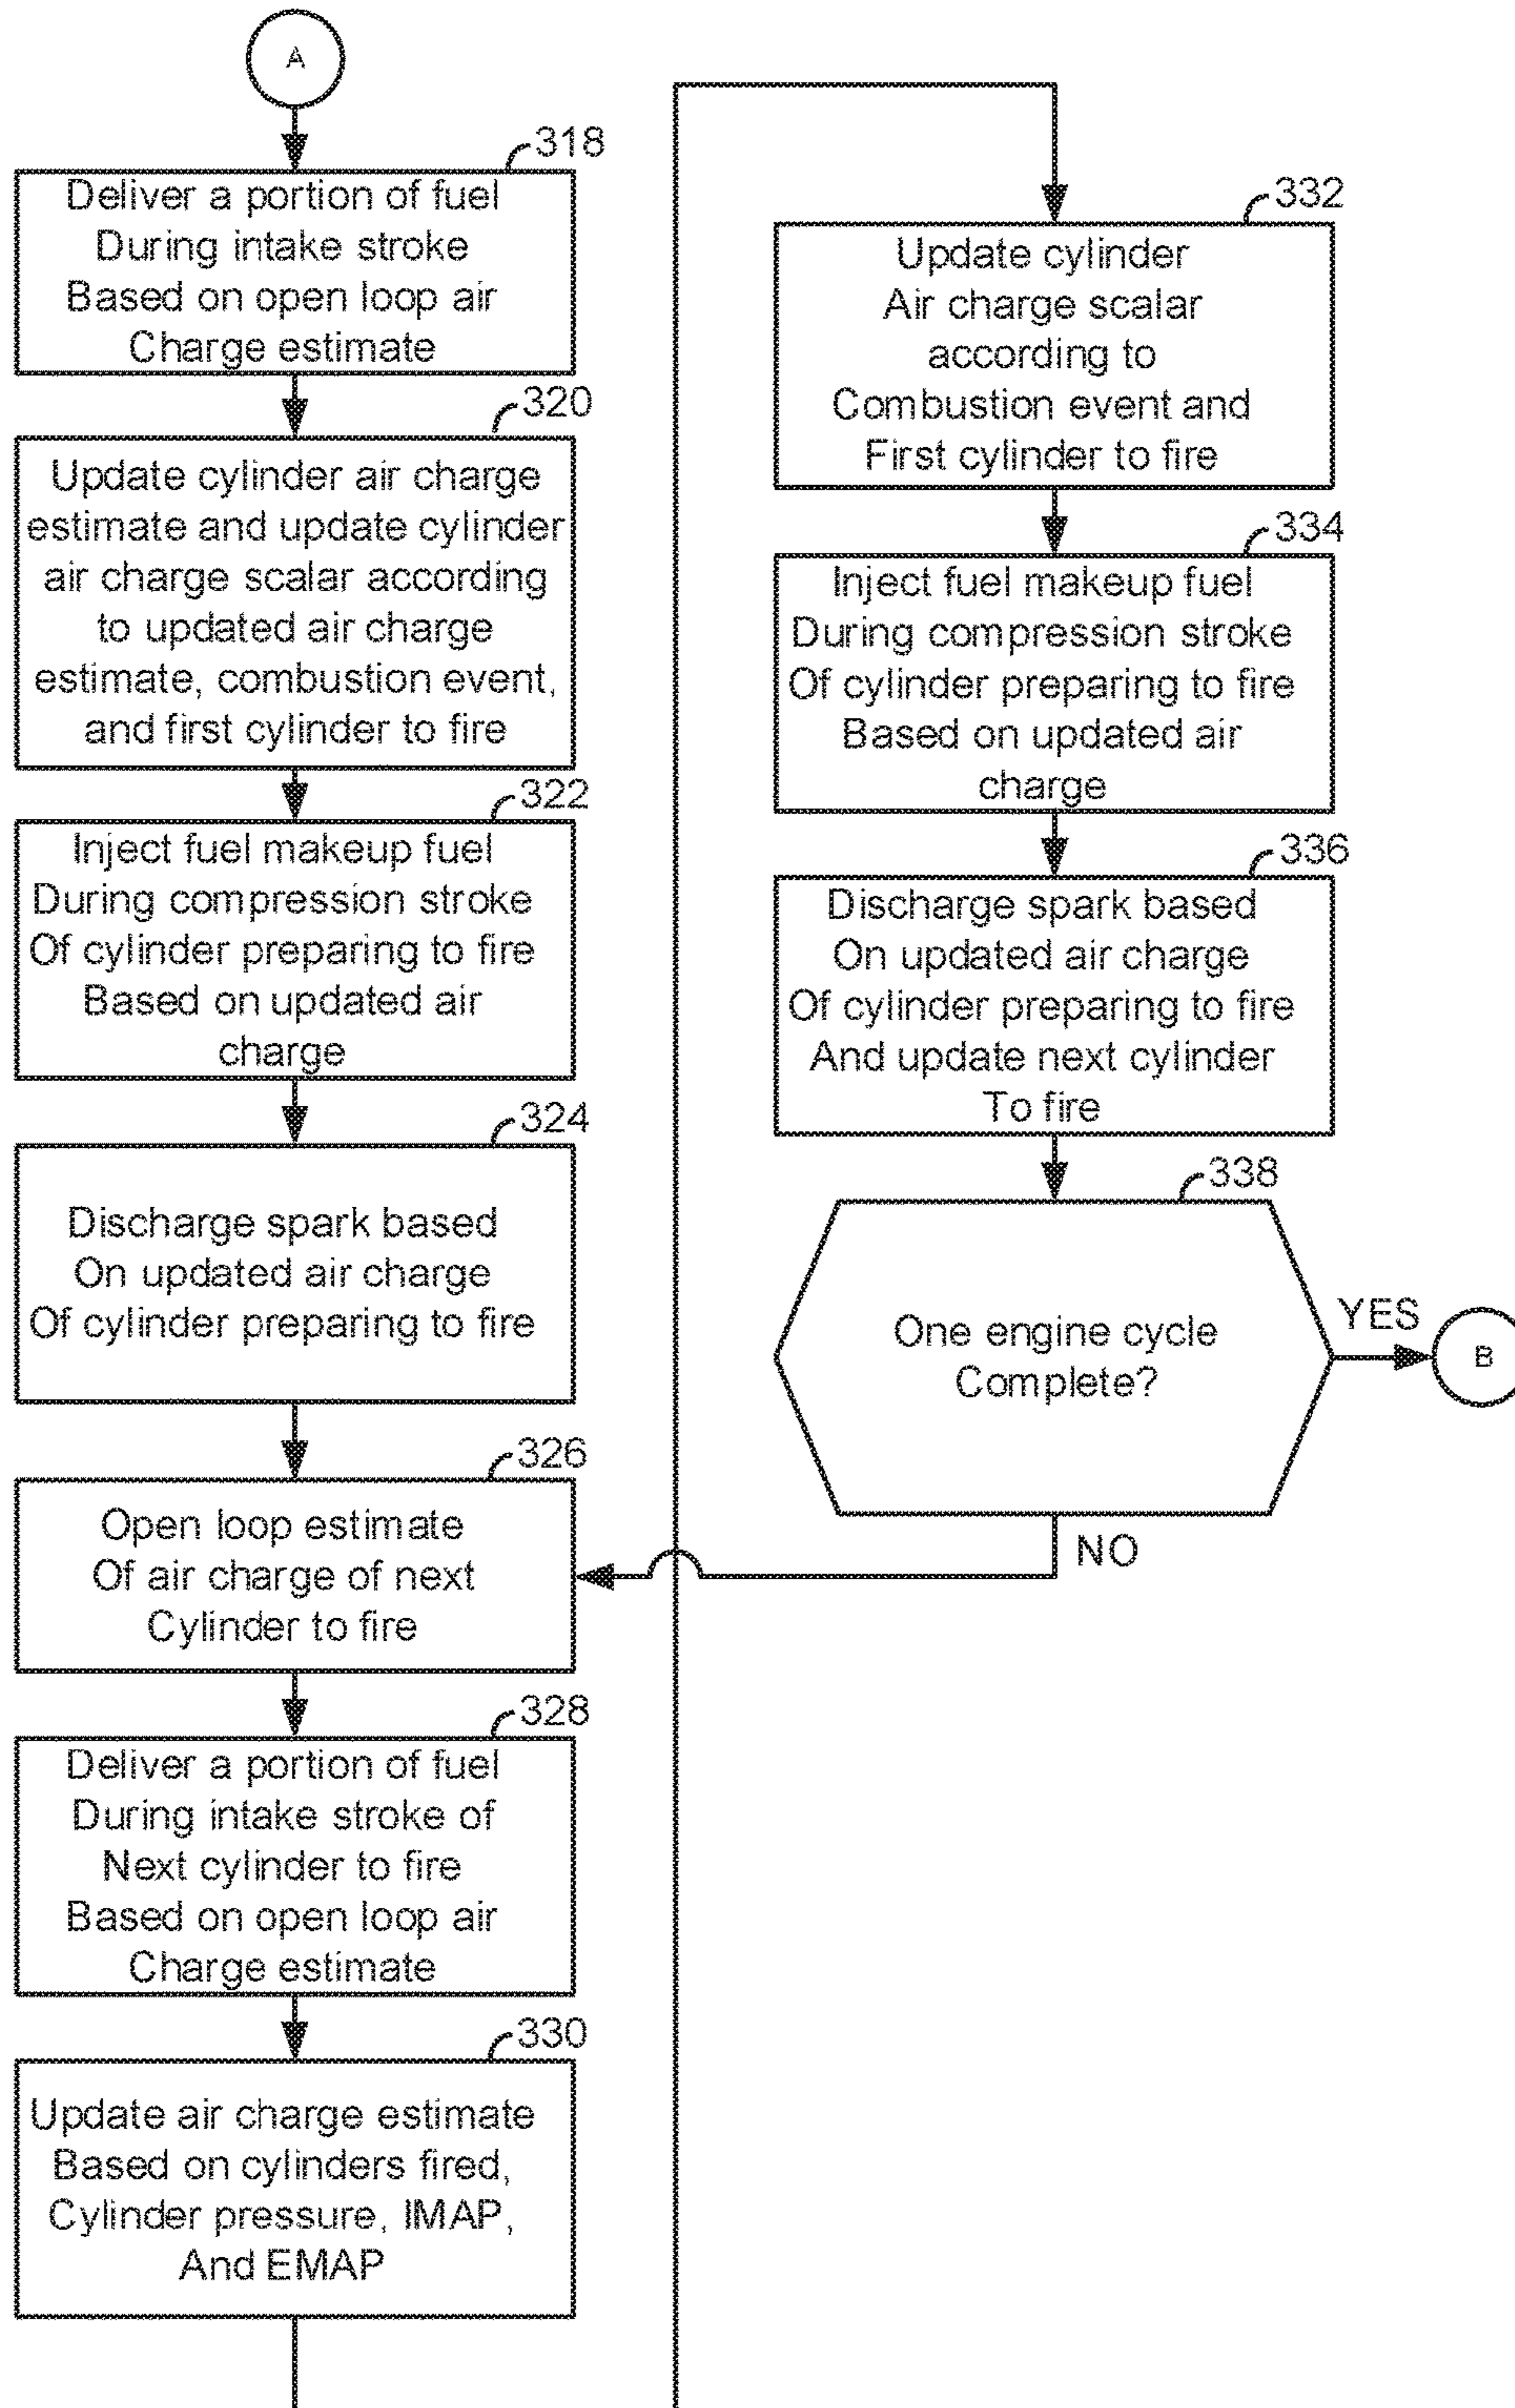 A
318
Deliver a portion of fuel
During intake stroke
Based on open loop air
Charge estimate
320
Update cylinder air charge
estimate and update cylinder
air charge scalar according
to updated air charge
estimate, combustion event,
and first cylinder to fire
322
Inject fuel makeup fuel
During compression stroke
Of cylinder preparing to fire
Based on updated air
charge
324
Discharge spark based
On updated air charge
Of cylinder preparing to fire
326
Open loop estimate
Of air charge of next
Cylinder to fire
328
Deliver a portion of fuel
During intake stroke of
Next cylinder to fire
Based on open loop air
Charge estimate
330
Update air charge estimate
Based on cylinders fired,
Cylinder pressure, IMAP,
And EMAP
332
Update cylinder
Air charge scalar
according to
Combustion event and
First cylinder to fire
334
Inject fuel makeup fuel
During compression stroke
Of cylinder preparing to fire
Based on updated air
charge
336
Discharge spark based
On updated air charge
Of cylinder preparing to fire
And update next cylinder
To fire
338
One engine cycle
Complete?
YES
B
NO